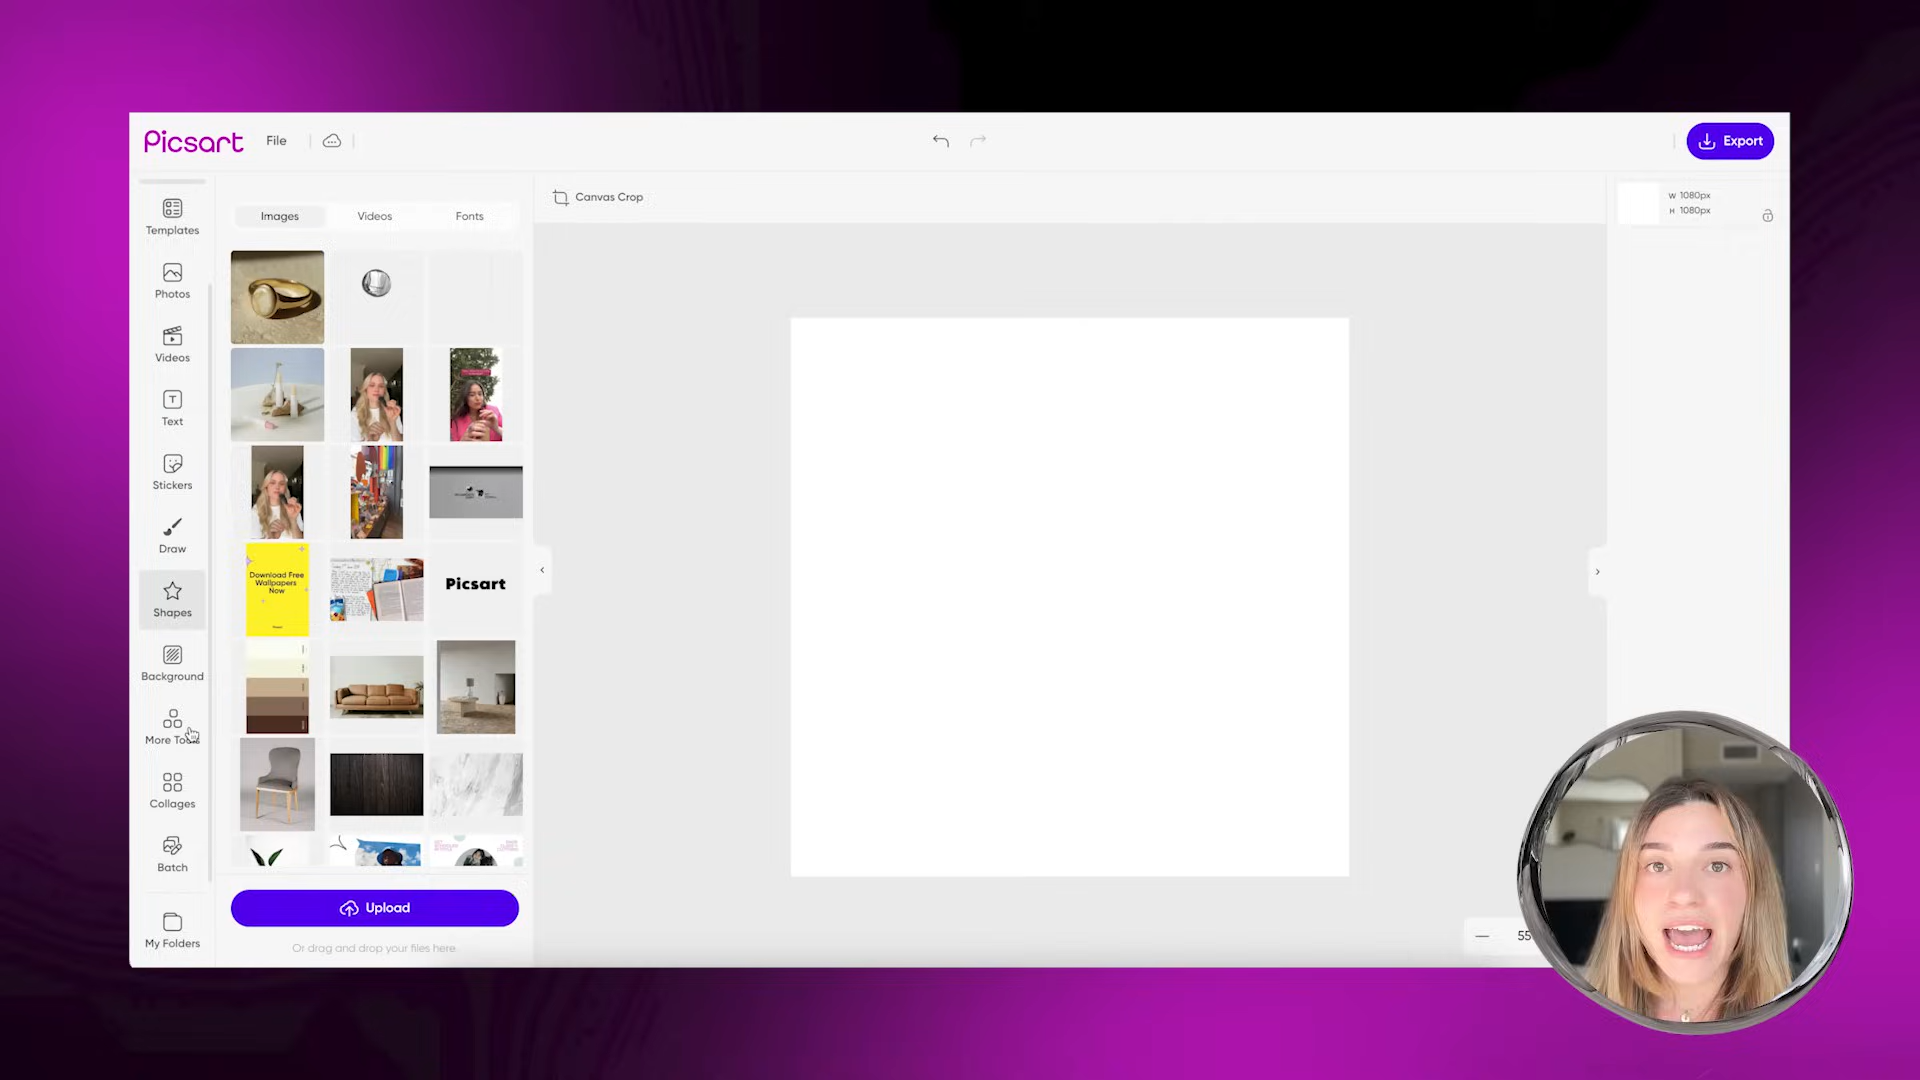 Picsart
File
Export
Canvas Crop
W 1080px
H 1080px
Templates
Photos
Videos
Text
Stickers
Draw
Shapes
Background
More Tools
Collages
Batch
My Folders
Images
Videos
Fonts
Download Free
Wallpapers
Now
Picsart
Upload
Or drag and drop your files here.
55